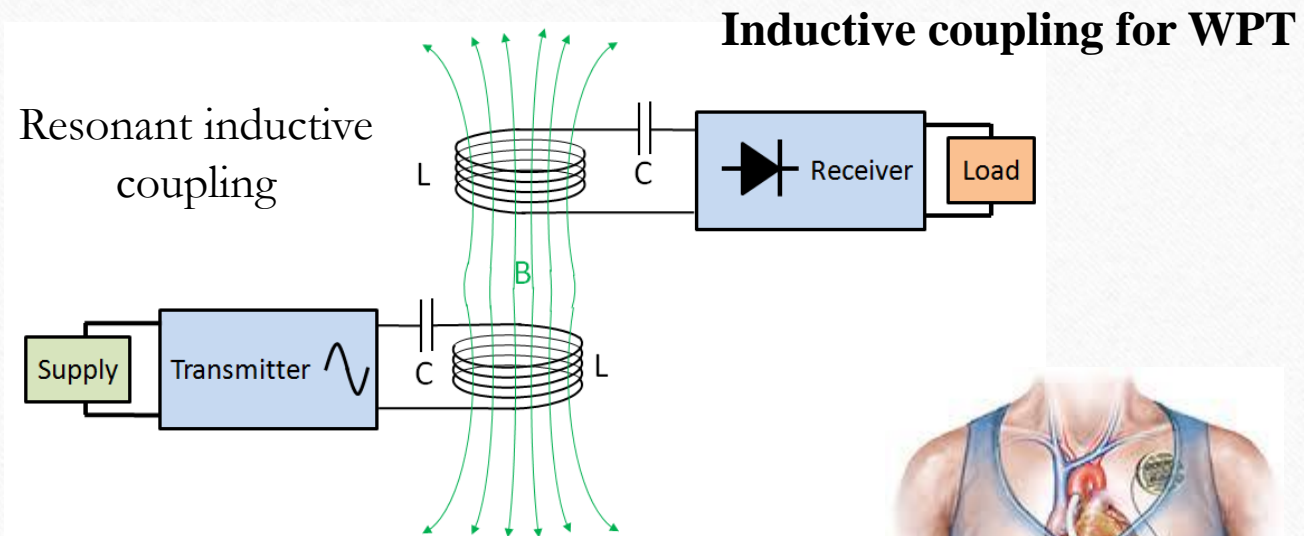 Inductive coupling for WPT
Resonant inductive
coupling
L
C
Receiver
Load
B
Supply
Transmitter
C
L